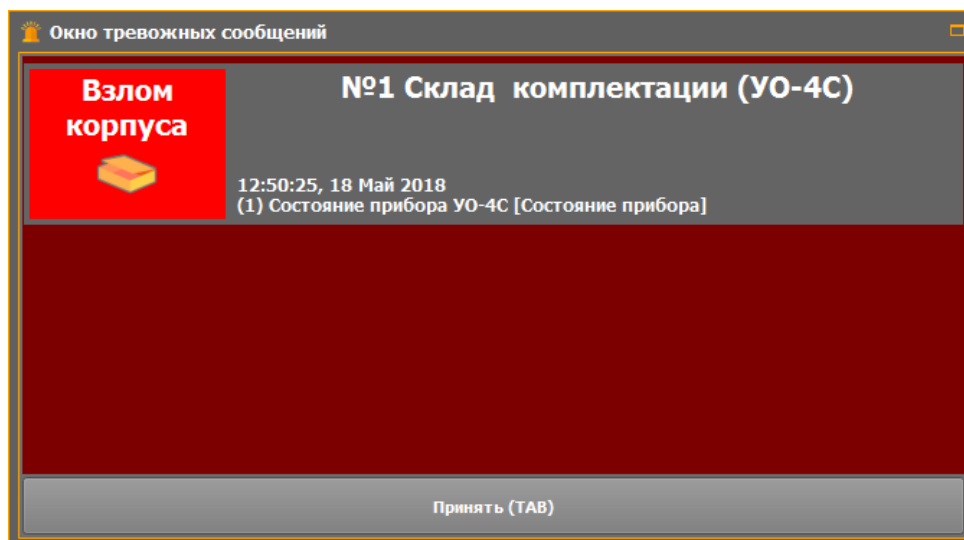 Окно тревожных сообщений
Взлом
корпуса
№1 Склад  комплектации (УО-4С)
12:50:25, 18 Май 2018
(1) Состояние прибора УО-4С [Состояние прибора]
Принять (TAB)